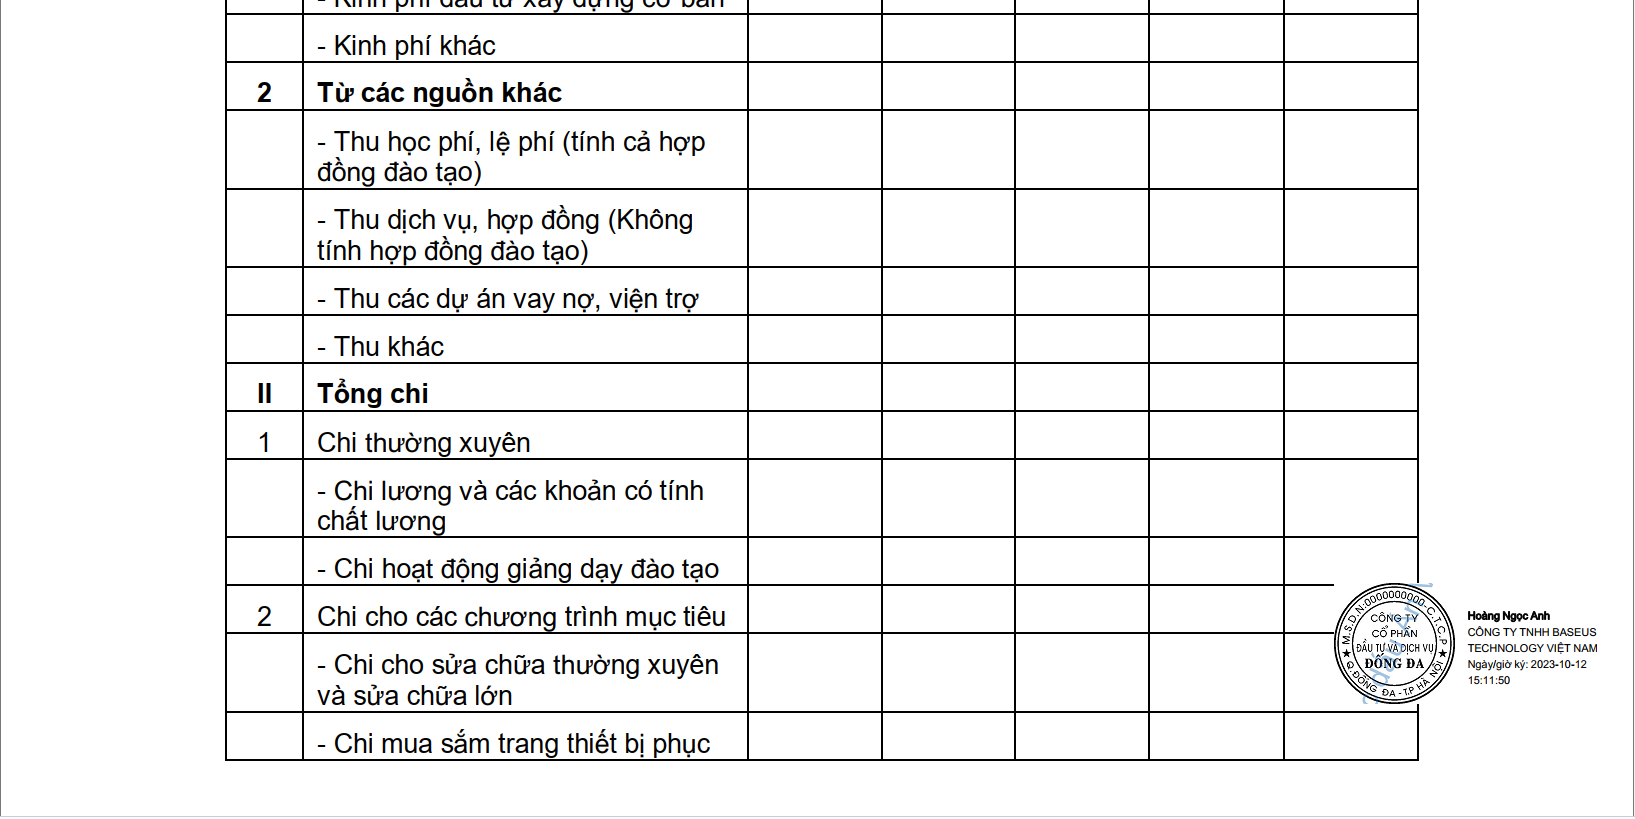 - Kinh phí đầu tư xây dựng cơ bản
- Kinh phí khác
2 Từ các nguồn khác
- Thu học phí, lệ phí (tính cả hợp
đồng đào tạo)
- Thu dịch vụ, hợp đồng (Không
tính hợp đồng đào tạo)
- Thu các dự án vay nợ, viện trợ
- Thu khác
II Tổng chi
1 Chi thường xuyên
- Chi lương và các khoản có tính
chất lương
- Chi hoạt động giảng dạy đào tạo
2 Chi cho các chương trình mục tiêu
- Chi cho sửa chữa thường xuyên
và sửa chữa lớn
- Chi mua sắm trang thiết bị phục
M.S.D.N-0000000000-C.T.C.P
CÔNG TY
CỔ PHẦN
ĐẦU TƯ VÀ DỊCH VỤ
ĐỐNG ĐA
Q.ĐỐNG ĐA - T.P HÀ NỘI
Hoàng Ngọc Anh
CÔNG TY TNHH BASEUS
TECHNOLOGY VIỆT NAM
Ngày/giờ ký: 2023-10-12
15:11:50